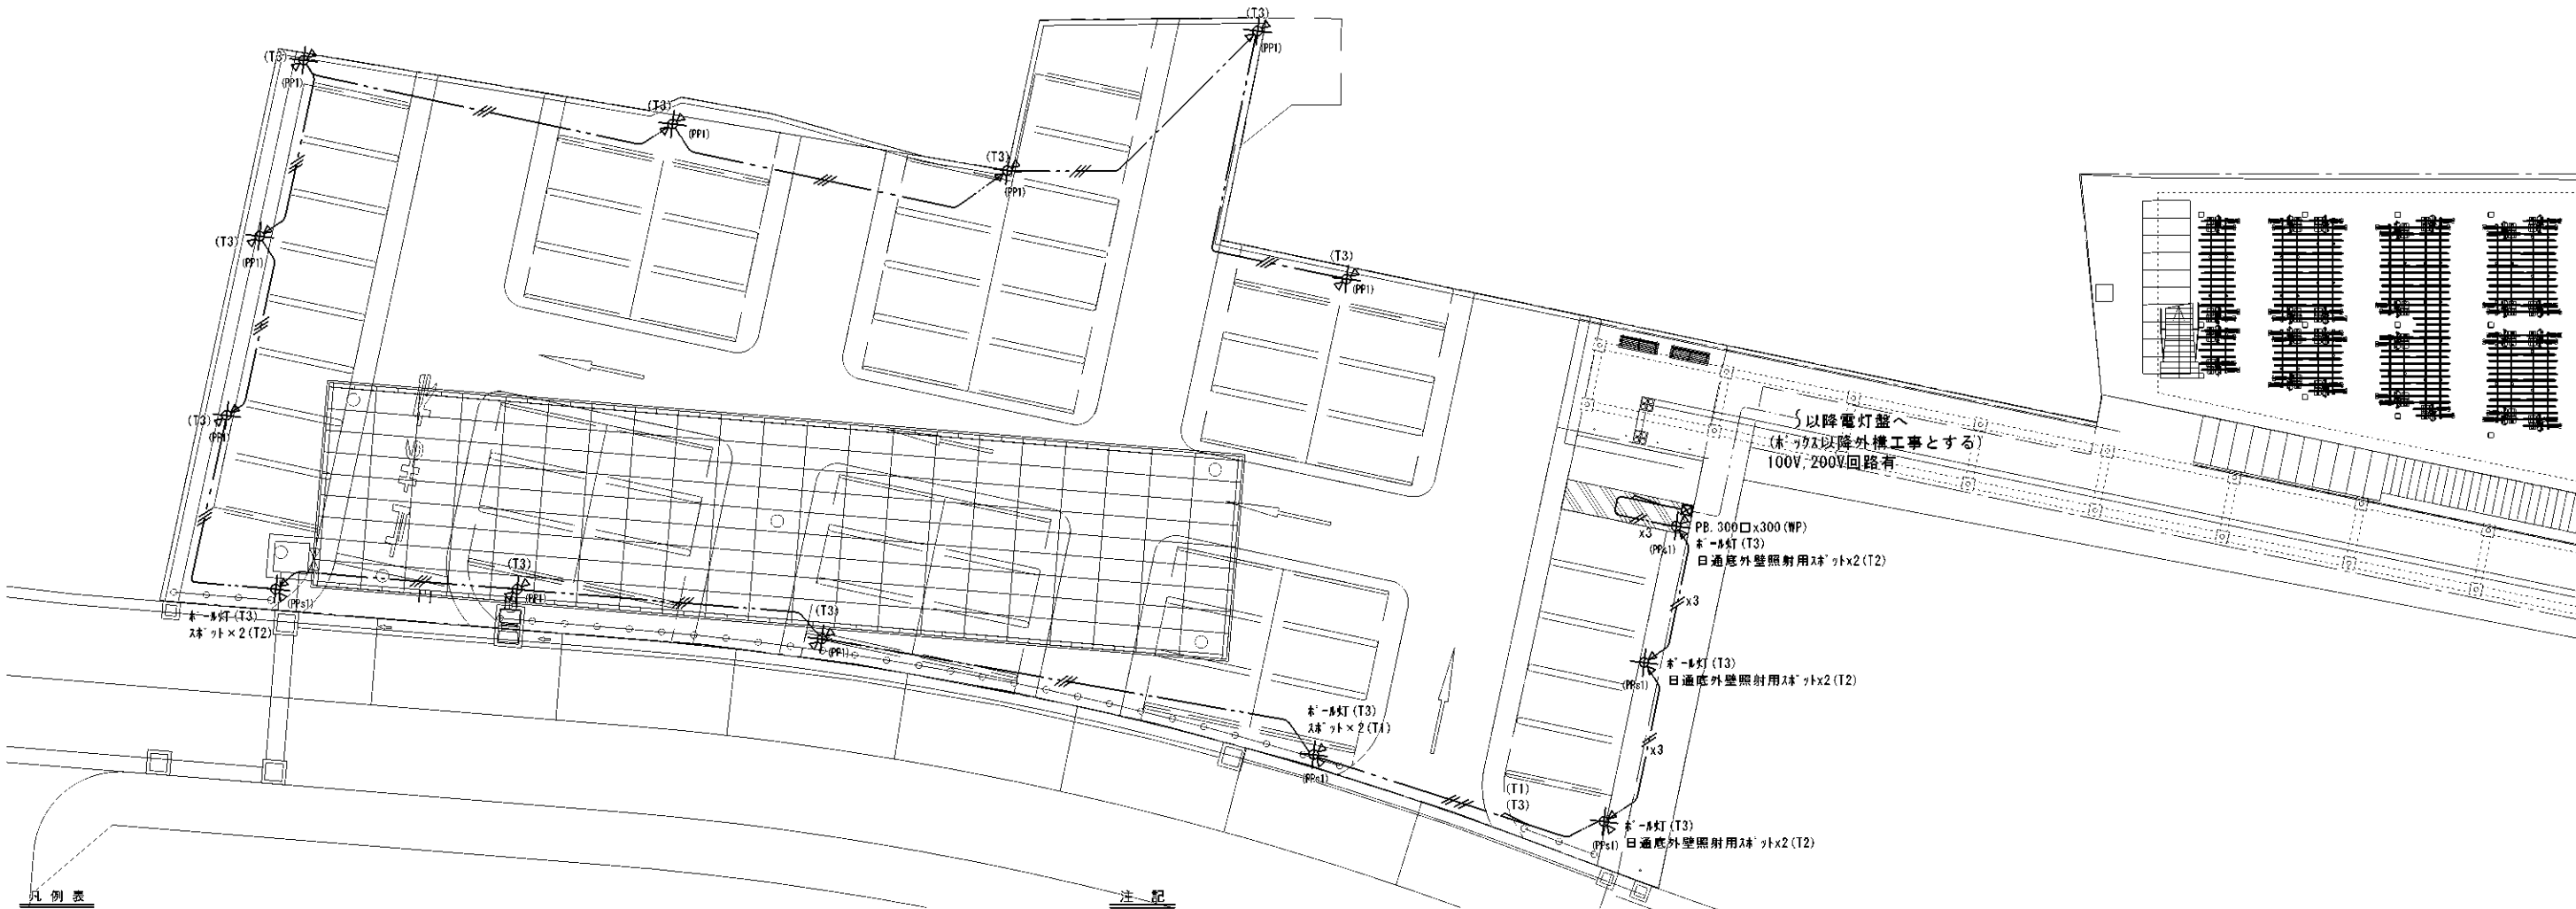 (T3)
(PP1)
(T3)
(PP1)
(T3)
(PP1)
(T3)
(PP1)
(T3)
(PP1)
(T3)
(PP1)
(T3)
(PP1)
以降電灯盤へ
(ボックス以降外構工事とする)
100V, 200V回路有
PB. 300□x300(WP)
ポール灯(T3)
日通底外壁照射用スポットx2(T2)
x3
x3
ポール灯(T3)
日通底外壁照射用スポットx2(T2)
(PPs1)
x3
(T3)
(PP1)
(PPs1)
ポール灯(T3)
スポット×2(T2)
(T3)
(PP1)
ポール灯(T3)
スポット×2(T1)
(PPs1)
(T1)
(T3)
ポール灯(T3)
日通底外壁照射用スポットx2(T2)
(PPs1)
凡例表
注 記